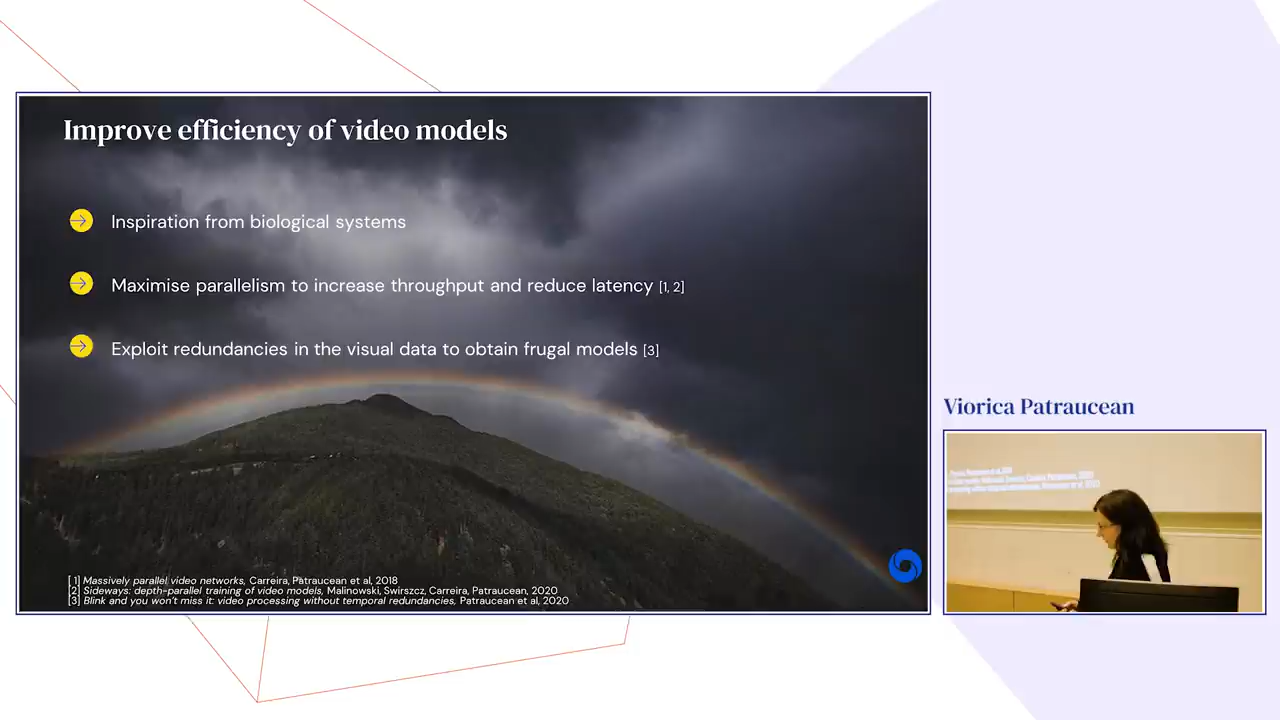 Improve efficiency of video models
Inspiration from biological systems
Maximise parallelism to increase throughput and reduce latency [1, 2]
Exploit redundancies in the visual data to obtain frugal models [3]
[1] Massively parallel video networks, Carreira, Patraucean et al, 2018
[2] Sideways: depth-parallel training of video models, Malinowski, Swirszcz, Carreira, Patraucean, 2020
[3] Blink and you won't miss it: video processing without temporal redundancies, Patraucean et al, 2020
Viorica Patraucean